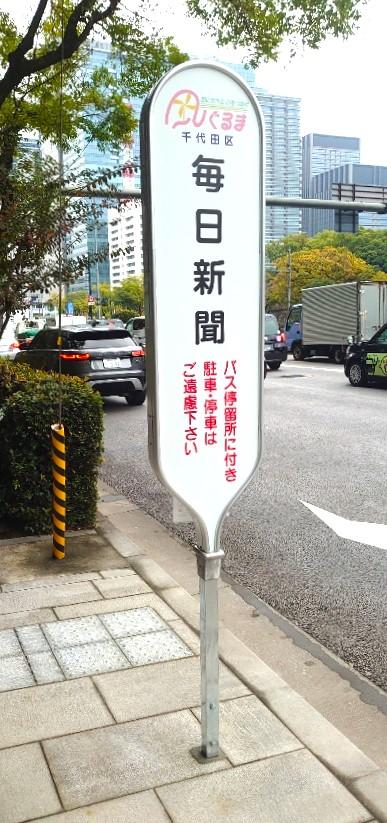 風ぐるま
千代田区
毎日新聞
バス停留所に付き
駐車・停車は
ご遠慮下さい